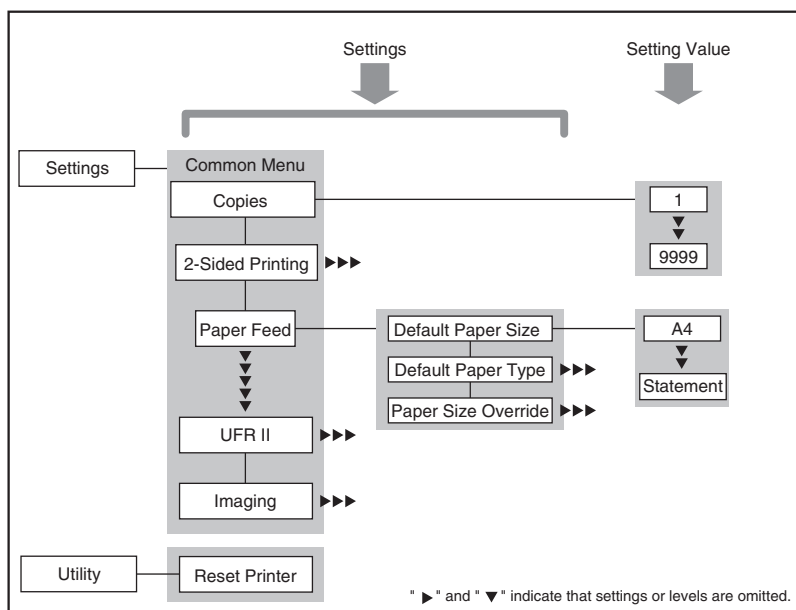 Settings
Setting Value
Settings
Common Menu
Copies
1
2-Sided Printing ▶▶▶
9999
Paper Feed
Default Paper Size
A4
Default Paper Type ▶▶▶
Statement
Paper Size Override ▶▶▶
UFR II ▶▶▶
Imaging ▶▶▶
Utility
Reset Printer
" ▶" and " ▼" indicate that settings or levels are omitted.